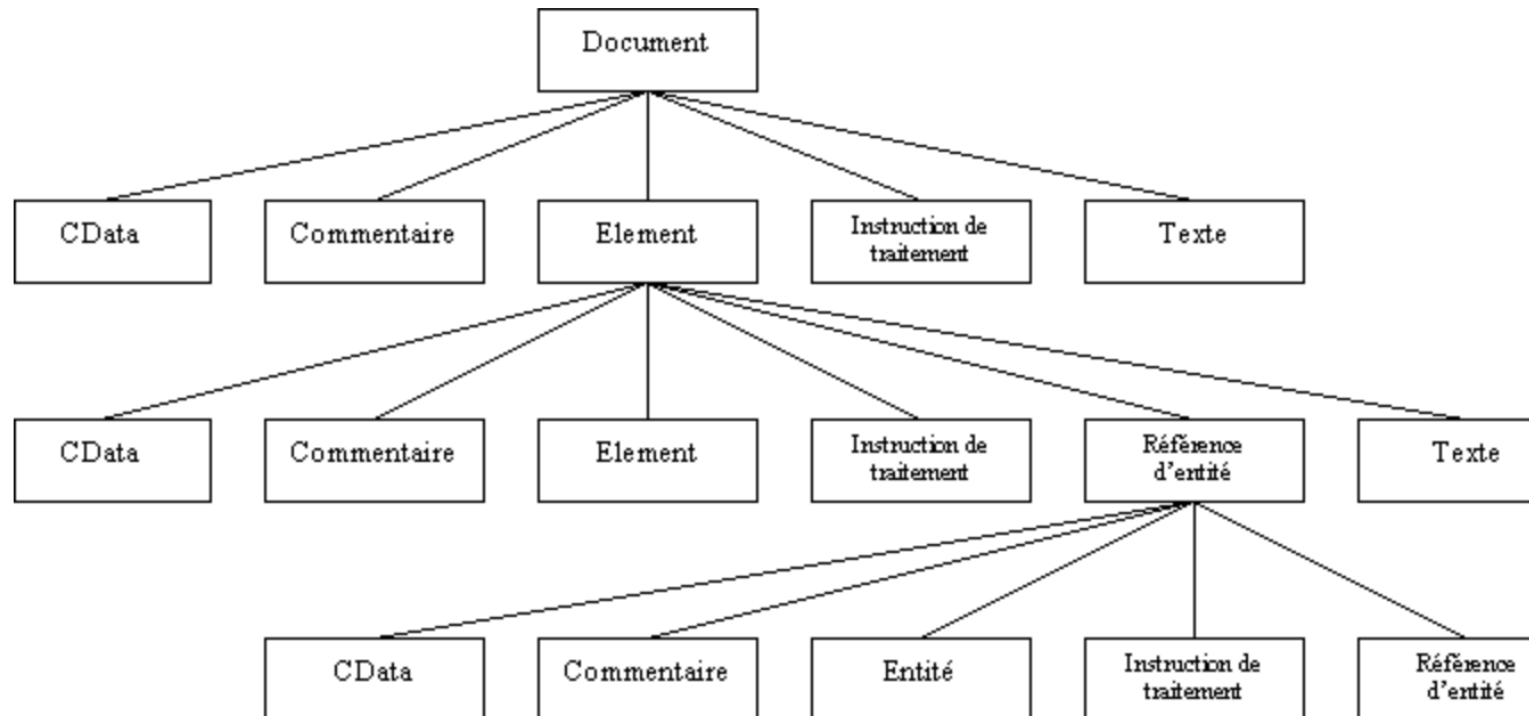 Document
CData
Commentaire
Element
Instruction de
traitement
Texte
CData
Commentaire
Element
Instruction de
traitement
Référence
d'entité
Texte
CData
Commentaire
Entité
Instruction de
traitement
Référence
d'entité